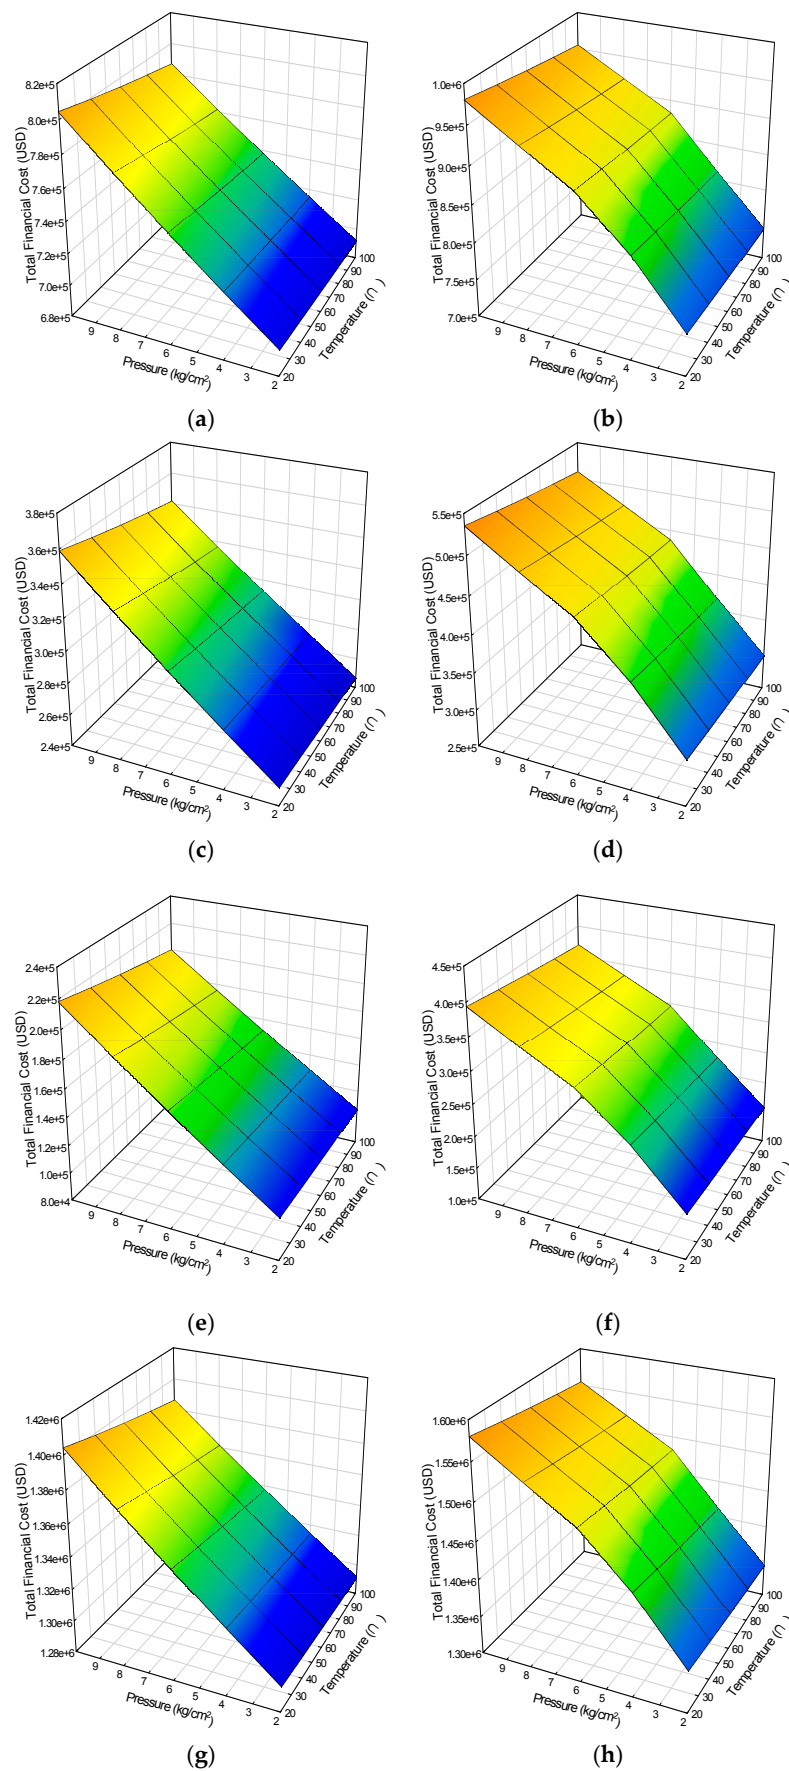 Total Financial Cost (USD)
8.2e+5
8.0e+5
7.8e+5
7.6e+5
7.4e+5
7.2e+5
7.0e+5
6.8e+5
9 8 7 6 5 4 3 2
Pressure (kg/cm²)
20 30 40 50 60 70 80 90 100
Temperature (∩ )
(a)
Total Financial Cost (USD)
1.0e+6
9.5e+5
9.0e+5
8.5e+5
8.0e+5
7.5e+5
7.0e+5
9 8 7 6 5 4 3 2
Pressure (kg/cm²)
20 30 40 50 60 70 80 90 100
Temperature (∩ )
(b)
Total Financial Cost (USD)
3.8e+5
3.6e+5
3.4e+5
3.2e+5
3.0e+5
2.8e+5
2.6e+5
2.4e+5
9 8 7 6 5 4 3 2
Pressure (kg/cm²)
20 30 40 50 60 70 80 90 100
Temperature (∩ )
(c)
Total Financial Cost (USD)
5.5e+5
5.0e+5
4.5e+5
4.0e+5
3.5e+5
3.0e+5
2.5e+5
9 8 7 6 5 4 3 2
Pressure (kg/cm²)
20 30 40 50 60 70 80 90 100
Temperature (∩ )
(d)
Total Financial Cost (USD)
2.4e+5
2.2e+5
2.0e+5
1.8e+5
1.6e+5
1.4e+5
1.2e+5
1.0e+5
8.0e+4
9 8 7 6 5 4 3 2
Pressure (kg/cm²)
20 30 40 50 60 70 80 90 100
Temperature (∩ )
(e)
Total Financial Cost (USD)
4.5e+5
4.0e+5
3.5e+5
3.0e+5
2.5e+5
2.0e+5
1.5e+5
1.0e+5
9 8 7 6 5 4 3 2
Pressure (kg/cm²)
20 30 40 50 60 70 80 90 100
Temperature (∩ )
(f)
Total Financial Cost (USD)
1.42e+6
1.40e+6
1.38e+6
1.36e+6
1.34e+6
1.32e+6
1.30e+6
1.28e+6
9 8 7 6 5 4 3 2
Pressure (kg/cm²)
20 30 40 50 60 70 80 90 100
Temperature (∩ )
(g)
Total Financial Cost (USD)
1.60e+6
1.55e+6
1.50e+6
1.45e+6
1.40e+6
1.35e+6
1.30e+6
9 8 7 6 5 4 3 2
Pressure (kg/cm²)
20 30 40 50 60 70 80 90 100
Temperature (∩ )
(h)